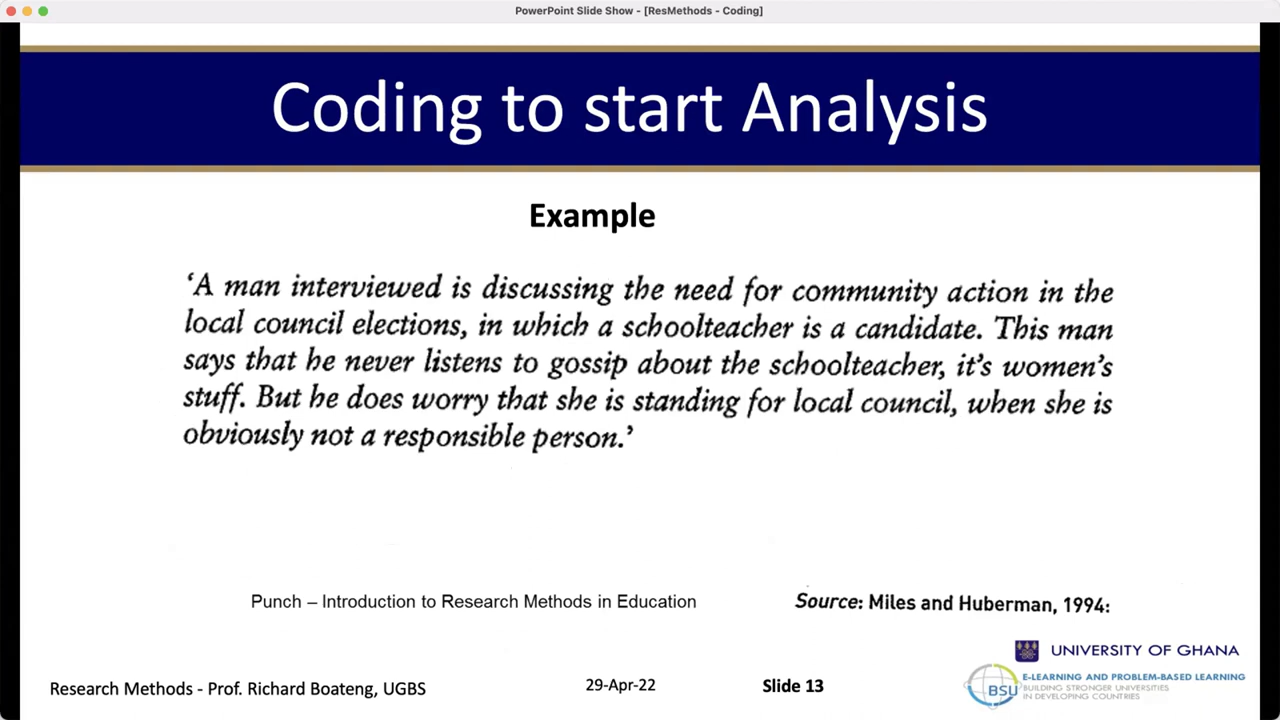 PowerPoint Slide Show - [ResMethods - Coding]
Coding to start Analysis
Example
‘A man interviewed is discussing the need for community action in the
local council elections, in which a schoolteacher is a candidate. This man
says that he never listens to gossip about the schoolteacher, it’s women’s
stuff. But he does worry that she is standing for local council, when she is
obviously not a responsible person.’
Punch – Introduction to Research Methods in Education
Source: Miles and Huberman, 1994:
UNIVERSITY OF GHANA
BSU
E-LEARNING AND PROBLEM-BASED LEARNING
BUILDING STRONGER UNIVERSITIES
IN DEVELOPING COUNTRIES
Research Methods - Prof. Richard Boateng, UGBS
29-Apr-22
Slide 13